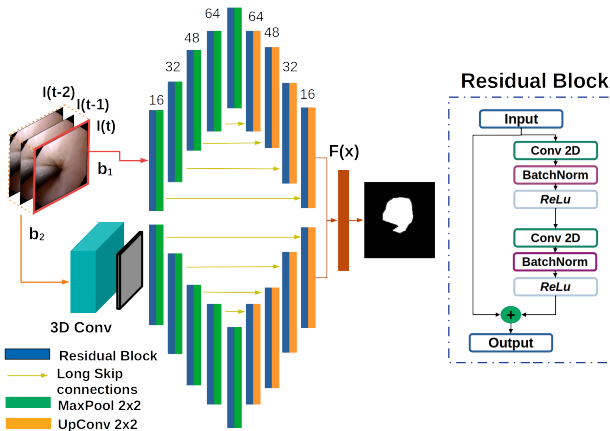 64
64
48
48
32
32
16
16
I(t-2)
I(t-1)
I(t)
b1
b2
F(x)
3D Conv
Residual Block
Long Skip
connections
MaxPool 2x2
UpConv 2x2
Residual Block
Input
Conv 2D
BatchNorm
ReLu
Conv 2D
BatchNorm
ReLu
+
Output